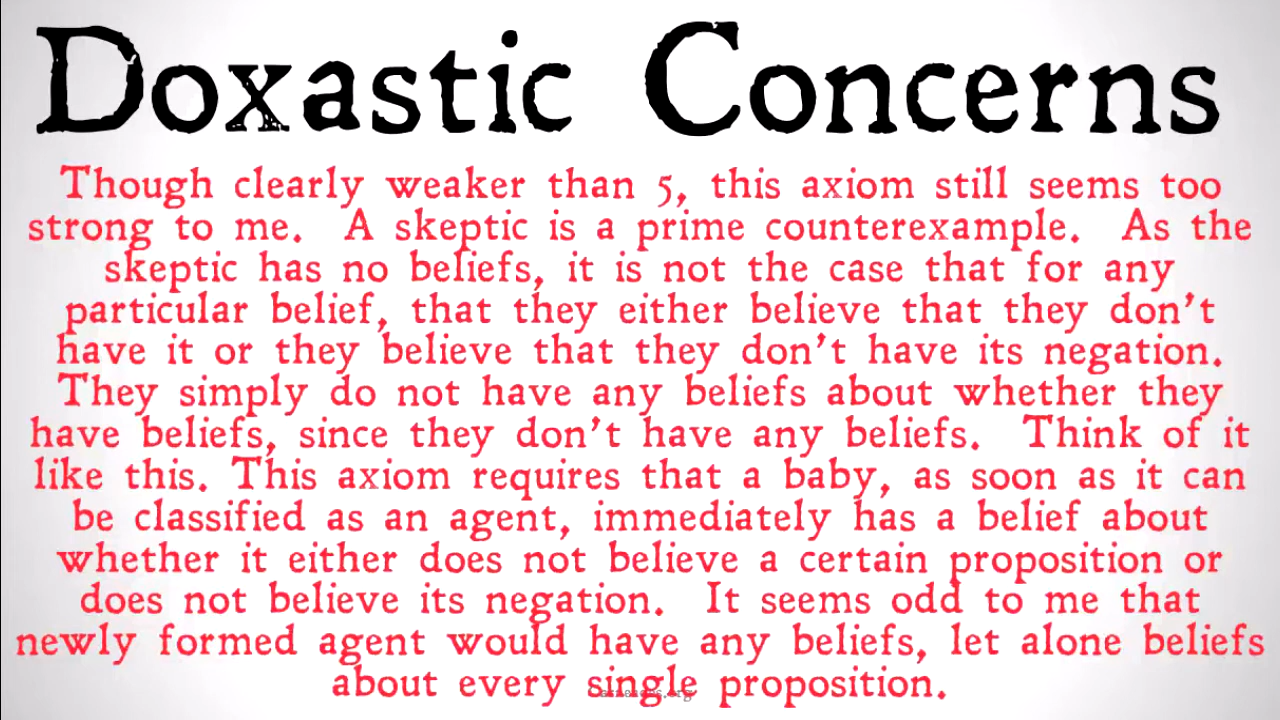 Doxastic Concerns
Though clearly weaker than 5, this axiom still seems too
strong to me. A skeptic is a prime counterexample. As the
skeptic has no beliefs, it is not the case that for any
particular belief, that they either believe that they don't
have it or they believe that they don't have its negation.
They simply do not have any beliefs about whether they
have beliefs, since they don't have any beliefs. Think of it
like this. This axiom requires that a baby, as soon as it can
be classified as an agent, immediately has a belief about
whether it either does not believe a certain proposition or
does not believe its negation. It seems odd to me that
newly formed agent would have any beliefs, let alone beliefs
about every single proposition.